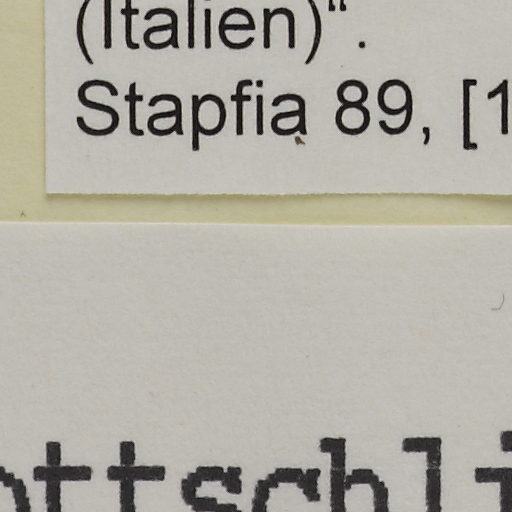 (Italien)“.
Stapfia 89, [1
ottschli